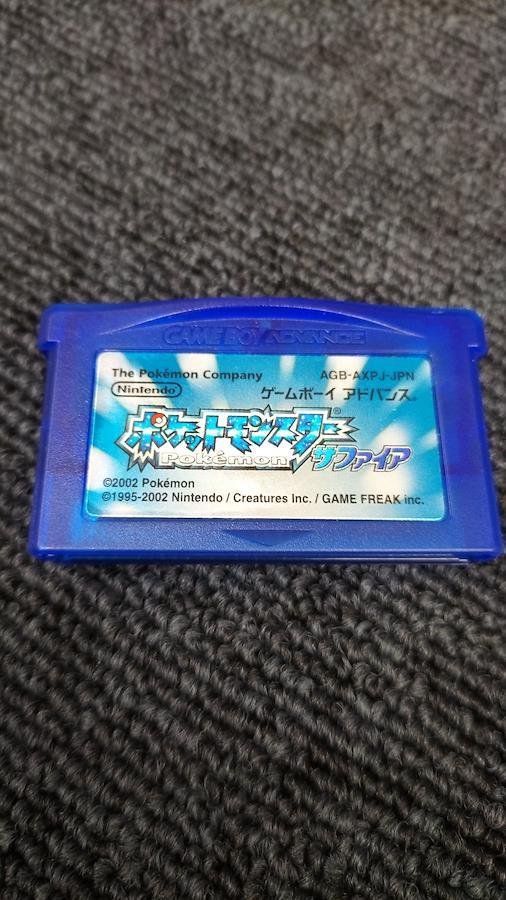 GAME BOY ADVANCE
The Pokémon Company AGB-AXPJ-JPN
Nintendo ゲームボーイ アドバンス®
ポケットモンスター®
Pokémon サファイア
©2002 Pokémon
©1995-2002 Nintendo / Creatures Inc. / GAME FREAK inc.